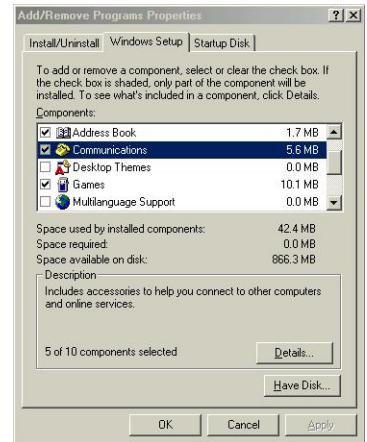 Add/Remove Programs Properties
Install/Uninstall Windows Setup Startup Disk
To add or remove a component, select or clear the check box. If
the check box is shaded, only part of the component will be
installed. To see what's included in a component, click Details.
Components:
Address Book 1.7 MB
Communications 5.6 MB
Desktop Themes 0.0 MB
Games 10.1 MB
Multilanguage Support 0.0 MB
Space used by installed components: 42.4 MB
Space required: 0.0 MB
Space available on disk: 866.3 MB
Description
Includes accessories to help you connect to other computers
and online services.
5 of 10 components selected
Details...
Have Disk...
OK Cancel Apply